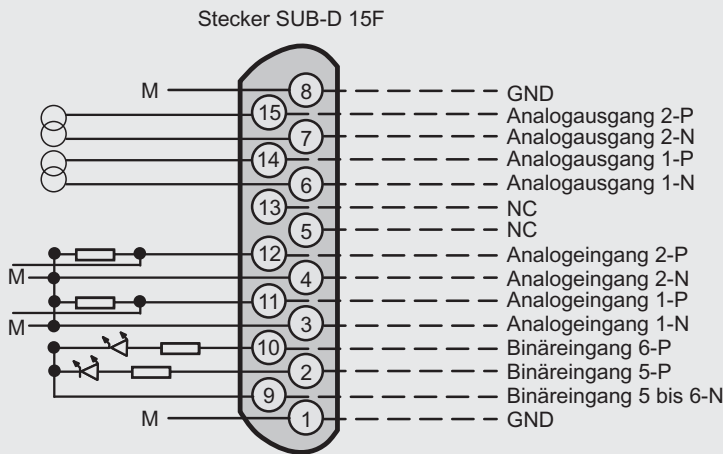 Stecker SUB-D 15F
M 8 GND
15 Analogausgang 2-P
7 Analogausgang 2-N
14 Analogausgang 1-P
6 Analogausgang 1-N
13 NC
5 NC
12 Analogeingang 2-P
M 4 Analogeingang 2-N
11 Analogeingang 1-P
M 3 Analogeingang 1-N
10 Binäreingang 6-P
2 Binäreingang 5-P
9 Binäreingang 5 bis 6-N
M 1 GND